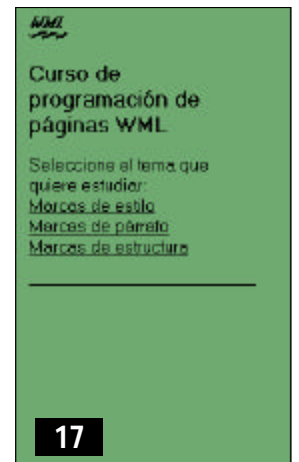 WML
Curso de
programación de
páginas WML
Seleccione el tema que
quiere estudiar:
Marcas de estilo
Marcas de párrafo
Marcas de estructura
17